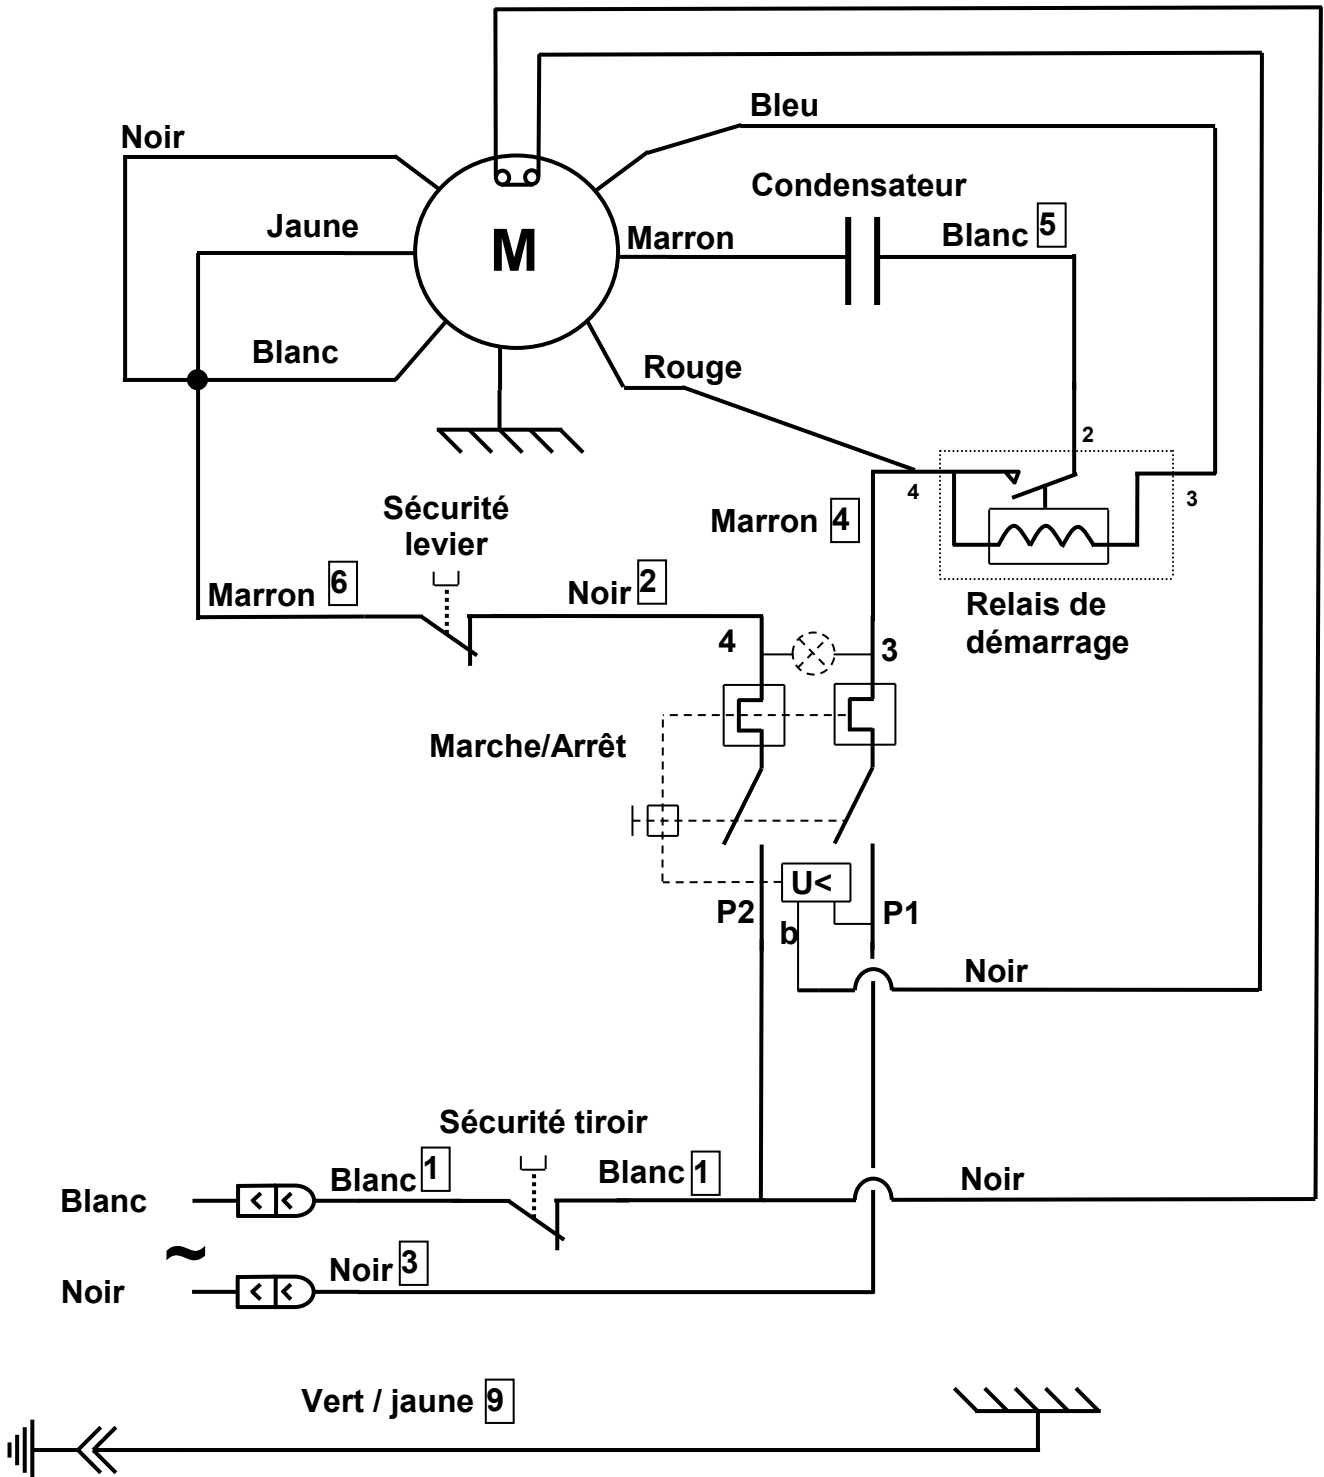 Bleu
Noir
Condensateur
Jaune
M
Marron
Blanc 5
Blanc
Rouge
2
4
3
Sécurité
levier
Marron 4
Marron 6
Noir 2
Relais de
démarrage
4
3
Marche/Arrêt
U<
P2
b
P1
Noir
Sécurité tiroir
Blanc
Blanc 1
Blanc 1
Noir
~
Noir
Noir 3
Vert / jaune 9